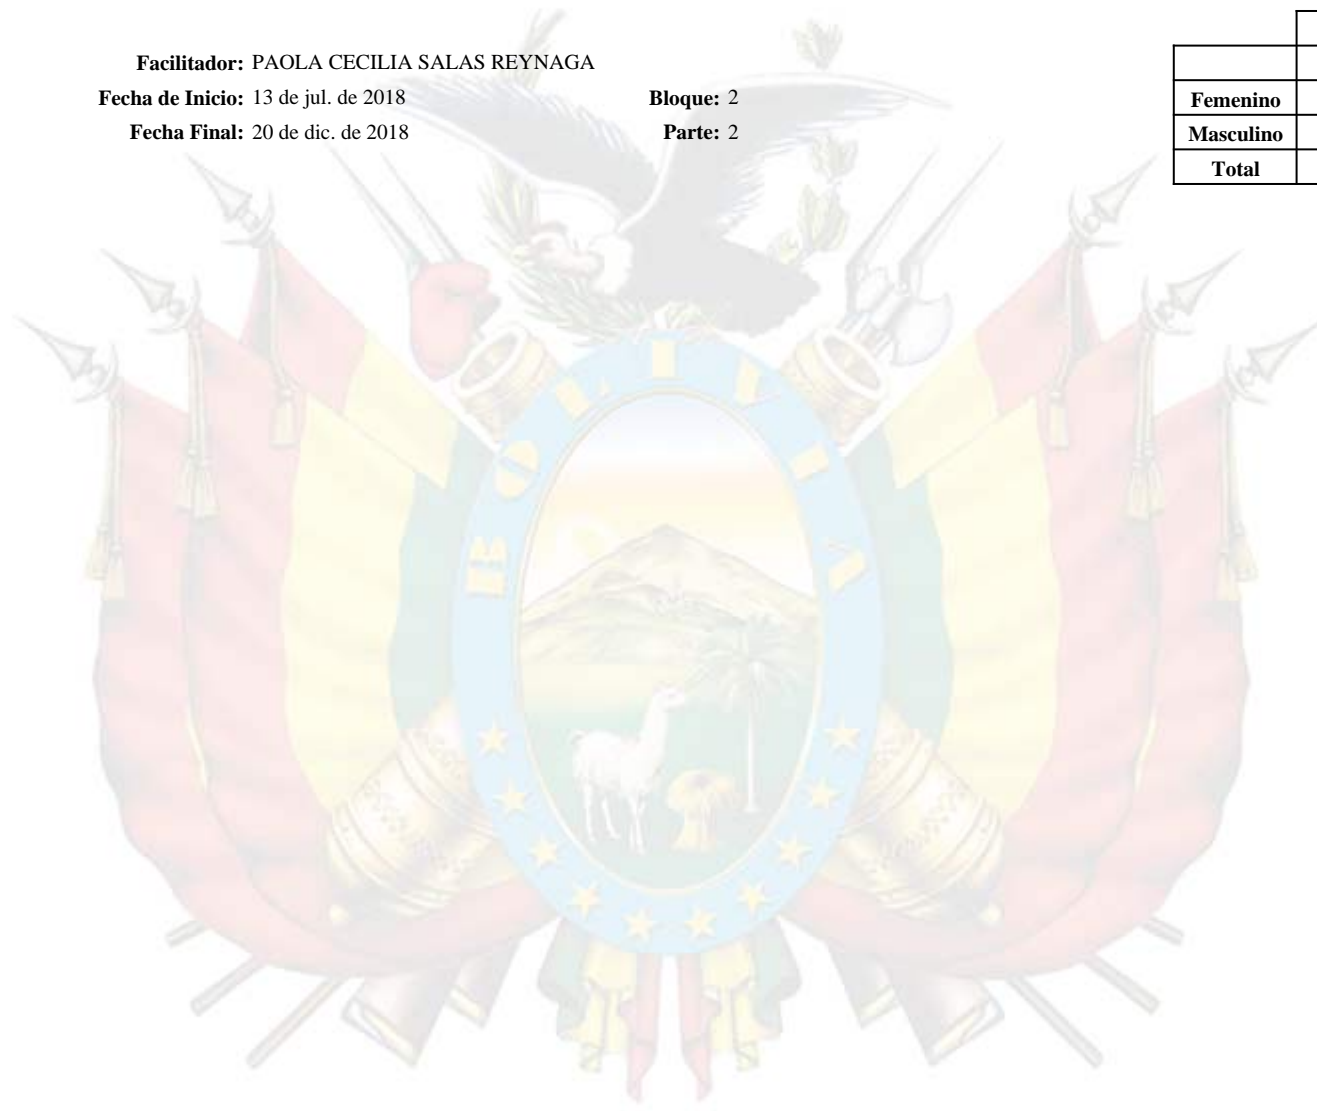 Facilitador: PAOLA CECILIA SALAS REYNAGA
Fecha de Inicio: 13 de jul. de 2018 Bloque: 2
Fecha Final: 20 de dic. de 2018 Parte: 2
Femenino
Masculino
Total
BOLIVIA